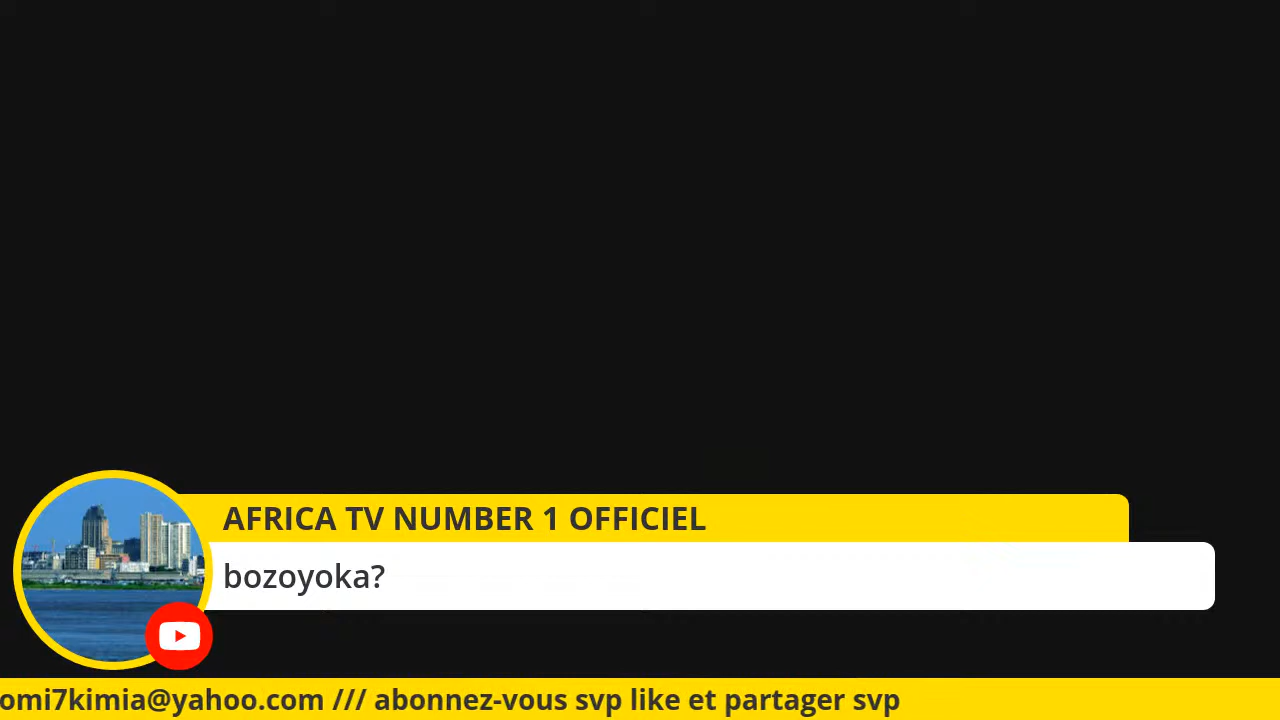 AFRICA TV NUMBER 1 OFFICIEL
bozoyoka?
omi7kimia@yahoo.com /// abonnez-vous svp like et partager svp